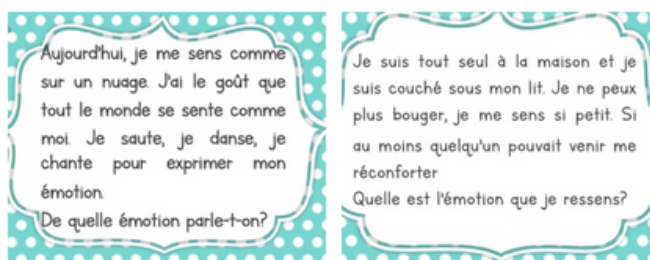 Aujourd'hui, je me sens comme
sur un nuage. J'ai le goût que
tout le monde se sente comme
moi. Je saute, je danse, je
chante pour exprimer mon
émotion.
De quelle émotion parle-t-on?
Je suis tout seul à la maison et je
suis couché sous mon lit. Je ne peux
plus bouger, je me sens si petit. Si
au moins quelqu'un pouvait venir me
réconforter
Quelle est l'émotion que je ressens?